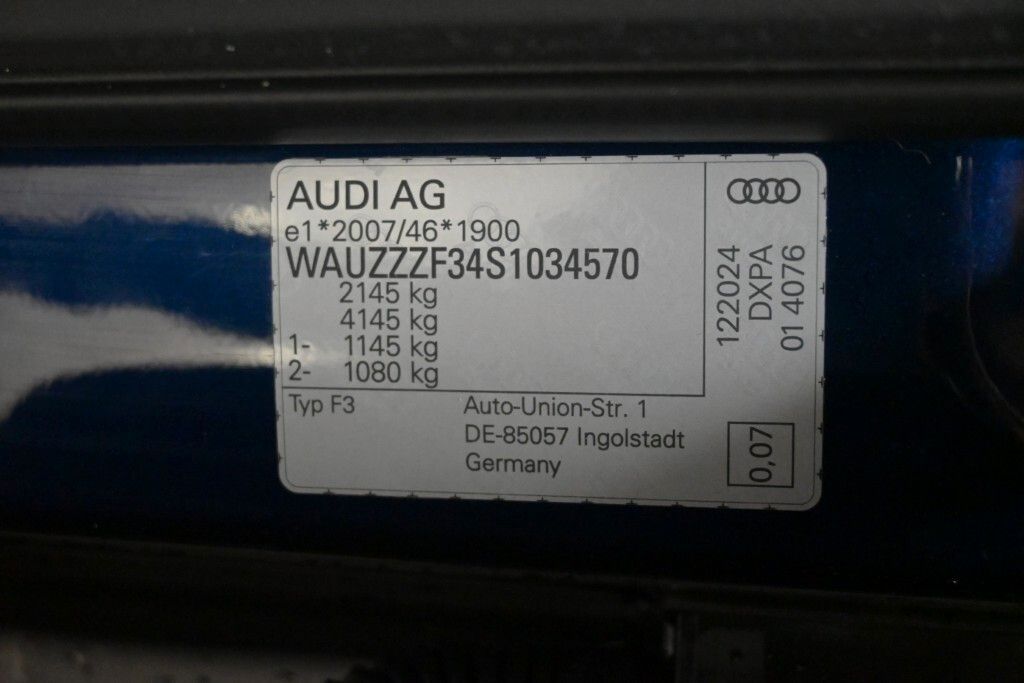 AUDI AG
e1*2007/46*1900
WAUZZZF34S1034570
2145 kg
4145 kg
1- 1145 kg
2- 1080 kg
Typ F3
Auto-Union-Str. 1
DE-85057 Ingolstadt
Germany
122024
DXPA
01 4076
0,07